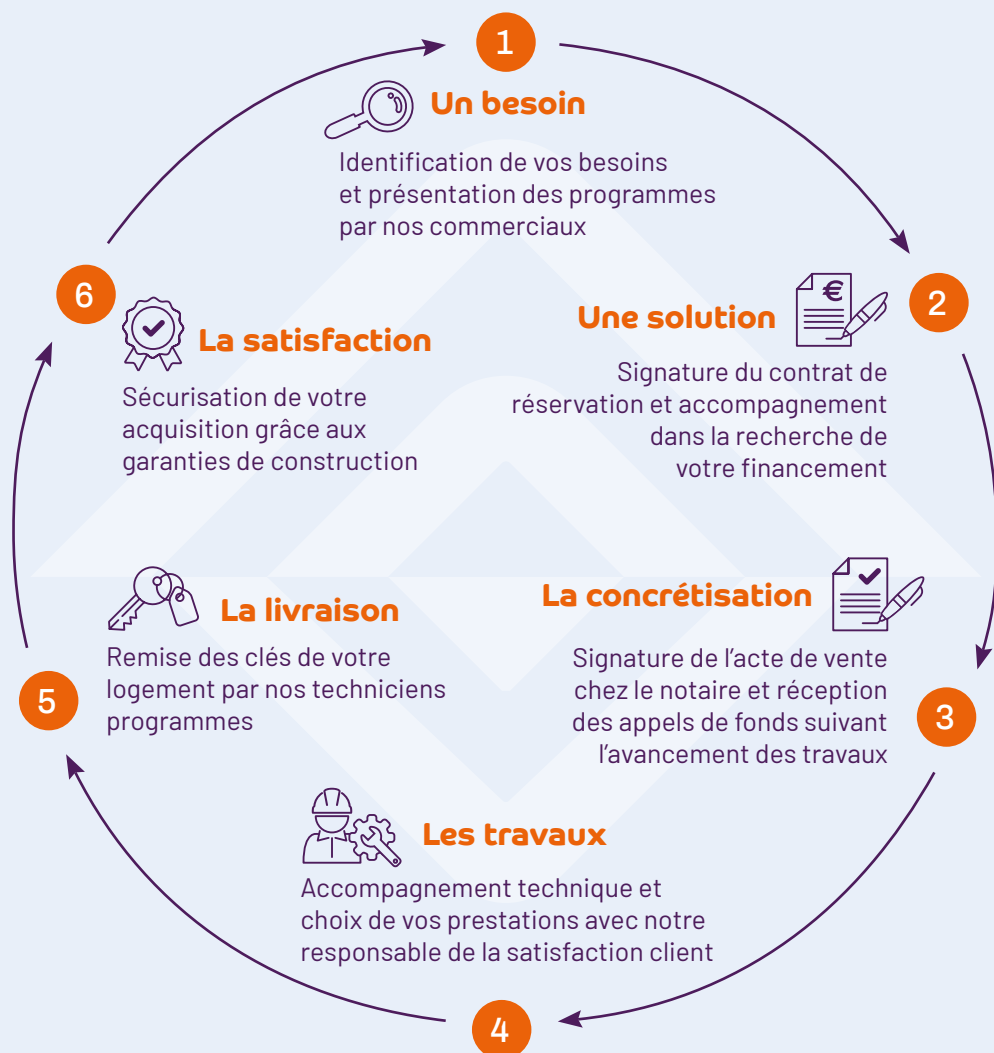 1
Un besoin
Identification de vos besoins
et présentation des programmes
par nos commerciaux
2
€
Une solution
Signature du contrat de
réservation et accompagnement
dans la recherche de
votre financement
3
La concrétisation
Signature de l’acte de vente
chez le notaire et réception
des appels de fonds suivant
l’avancement des travaux
4
Les travaux
Accompagnement technique et
choix de vos prestations avec notre
responsable de la satisfaction client
5
La livraison
Remise des clés de votre
logement par nos techniciens
programmes
6
La satisfaction
Sécurisation de votre
acquisition grâce aux
garanties de construction